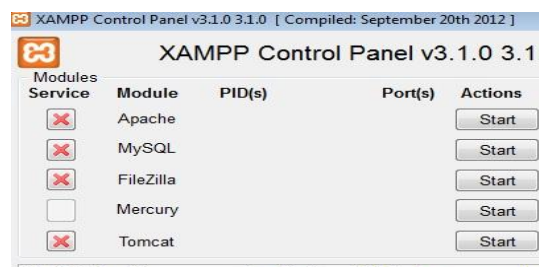 XAMPP Control Panel v3.1.0 3.1.0 [ Compiled: September 20th 2012 ]
XAMPP Control Panel v3.1.0 3.1
Modules
Service Module PID(s) Port(s) Actions
Apache Start
MySQL Start
FileZilla Start
Mercury Start
Tomcat Start